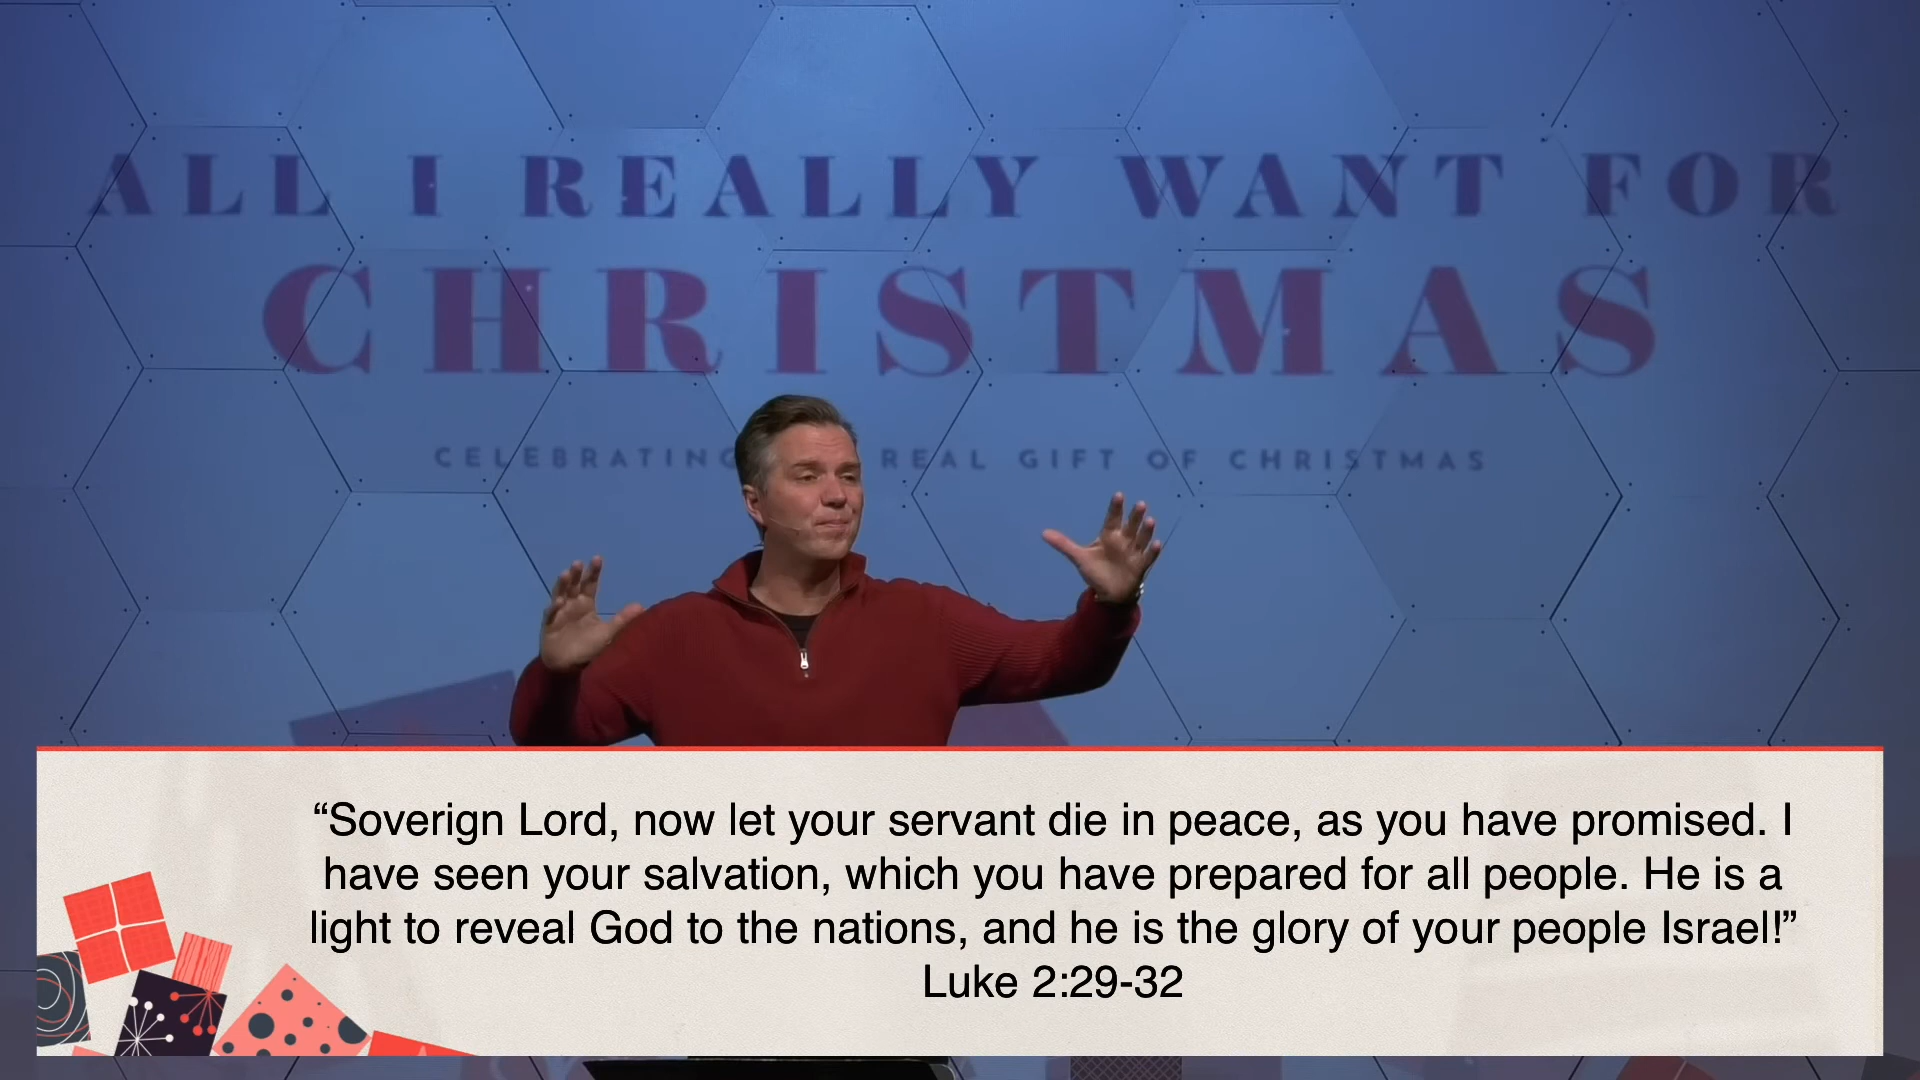 ALL I REALLY WANT FOR
CHRISTMAS
CELEBRATING REAL GIFT OF CHRISTMAS
“Soverign Lord, now let your servant die in peace, as you have promised. I
have seen your salvation, which you have prepared for all people. He is a
light to reveal God to the nations, and he is the glory of your people Israel!”
Luke 2:29-32